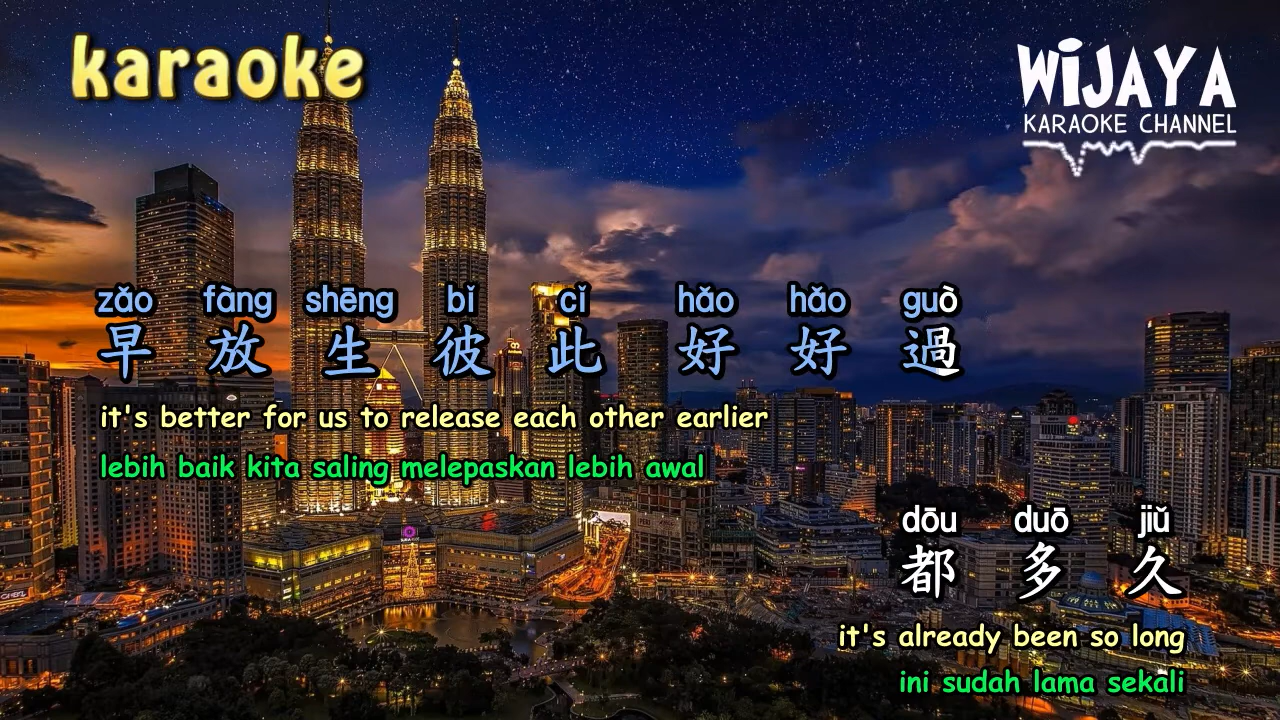 karaoke
WiJAYA
KARAOKE CHANNEL
zǎo fàng shēng bǐ cǐ hǎo hǎo guò
早 放 生 彼 此 好 好 過
it's better for us to release each other earlier
lebih baik kita saling melepaskan lebih awal
dōu duō jiǔ
都 多 久
it's already been so long
ini sudah lama sekali